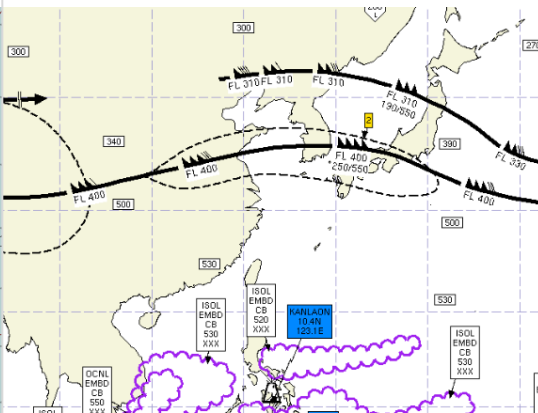 200
L
300
300
270
FL 310
FL 310
FL 310
FL 310
190/550
2
340
390
FL 400
*250/550
FL 330
FL 400
FL 400
FL 400
500
500
530
530
ISOL
EMBD
CB
520
XXX
KANLAON
10.4N
123.1E
ISOL
EMBD
CB
530
XXX
ISOL
EMBD
CB
530
XXX
OCNL
EMBD
CB
550
XXX
ISOL